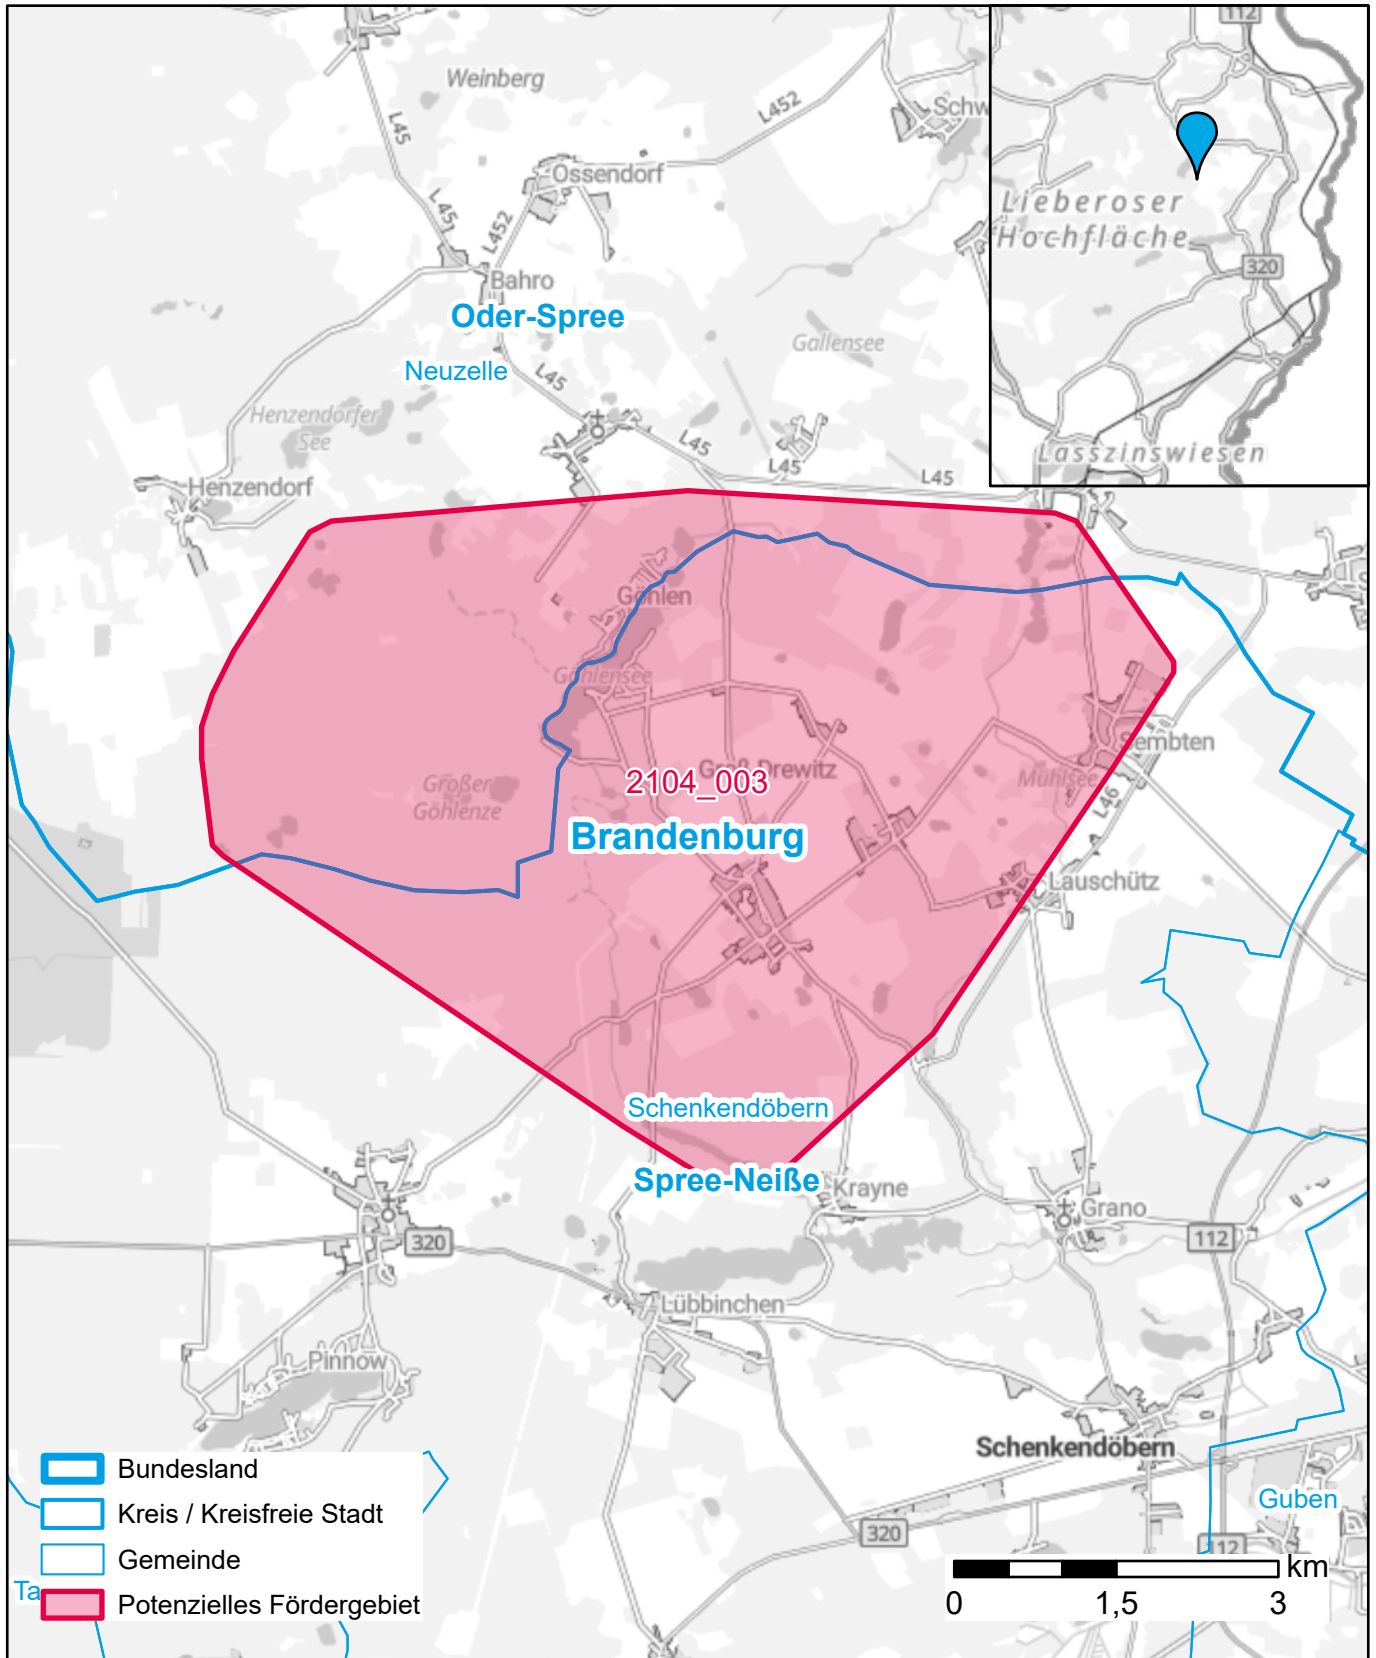 112
Weinberg
L452
Schw
L45
Ossendorf
L45
L452
Lieberoser
Hochfläche
320
Bahro
Oder-Spree
Gallensee
Neuzelle
L45
Henzendorfer
See
L45
L45
L45
Lasszinswiesen
Henzendorf
Göhlen
Göhlensee
Sembten
Groß Drewitz
Mühlsee
2104_003
Großer
Göhlenze
L46
Brandenburg
Lauschütz
Schenkendöbern
Spree-Neiße
Krayne
Grano
320
112
Lübbinchen
Pinnow
Schenkendöbern
Bundesland
Guben
Kreis / Kreisfreie Stadt
320
112
Gemeinde
km
Ta
Potenzielles Fördergebiet
0 1,5 3